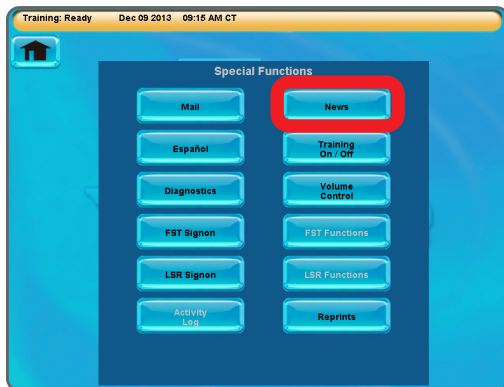 Training: Ready Dec 09 2013 09:15 AM CT
Special Functions
Mail
News
Español
Training
On / Off
Diagnostics
Volume
Control
FST Signon
FST Functions
LSR Signon
LSR Functions
Activity
Log
Reprints